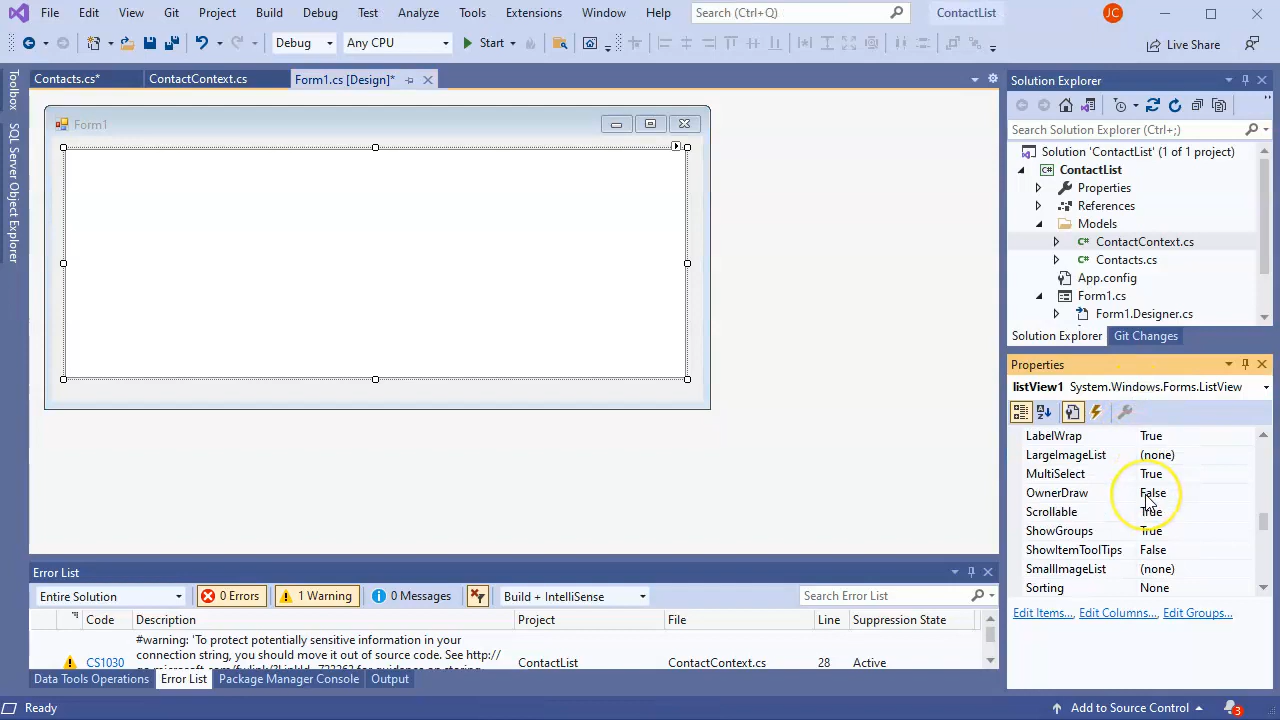 File Edit View Git Project Build Debug Test Analyze Tools Extensions Window Help Search (Ctrl+Q) ContactList JC
Debug Any CPU Start Live Share
Contacts.cs* ContactContext.cs Form1.cs [Design]*
Toolbox
SQL Server Object Explorer
Form1
Solution Explorer
Search Solution Explorer (Ctrl+;)
Solution 'ContactList' (1 of 1 project)
ContactList
Properties
References
Models
C# ContactContext.cs
C# Contacts.cs
App.config
Form1.cs
Form1.Designer.cs
Solution Explorer Git Changes
Properties
listView1 System.Windows.Forms.ListView
LabelWrap True
LargeImageList (none)
MultiSelect True
OwnerDraw False
Scrollable True
ShowGroups True
ShowItemToolTips False
SmallImageList (none)
Sorting None
Edit Items..., Edit Columns..., Edit Groups...
Error List
Entire Solution 0 Errors 1 Warning 0 Messages Build + IntelliSense Search Error List
Code Description Project File Line Suppression State
#warning: 'To protect potentially sensitive information in your
connection string, you should move it out of source code. See http://
CS1030 ContactList ContactContext.cs 28 Active
Data Tools Operations Error List Package Manager Console Output
Ready Add to Source Control 3